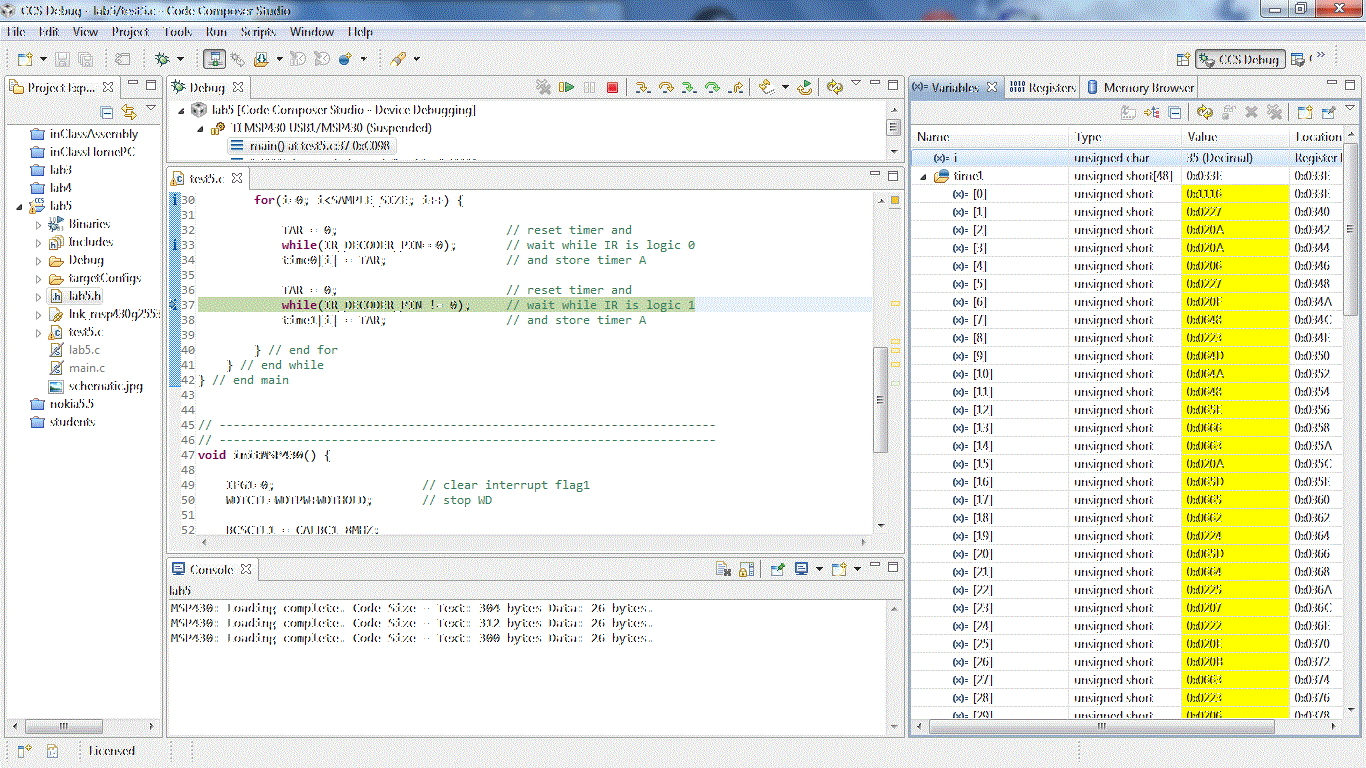 CCS Debug - lab5/test5.c - Code Composer Studio
File Edit View Project Tools Run Scripts Window Help
CCS Debug
Project Exp...
inClassAssembly
inClassHomePC
lab3
lab4
lab5
Binaries
Includes
Debug
targetConfigs
lab5.h
lnk_msp430g255
test5.c
lab5.c
main.c
schematic.jpg
nokia5.5
students
Debug
lab5 [Code Composer Studio - Device Debugging]
TI MSP430 USB1/MSP430 (Suspended)
main() at test5.c:37 0xC098
test5.c
30 for(i=0; i<SAMPLE_SIZE; i++) {
31
32 TAR = 0; // reset timer and
33 while(IR_DECODER_PIN==0); // wait while IR is logic 0
34 time0[i] = TAR; // and store timer A
35
36 TAR = 0; // reset timer and
37 while(IR_DECODER_PIN != 0); // wait while IR is logic 1
38 time1[i] = TAR; // and store timer A
39
40 } // end for
41 } // end while
42 } // end main
43
44
45 // -----------------------------------------------------------------------
46 // -----------------------------------------------------------------------
47 void initMSP430() {
48
49 IFG1=0; // clear interrupt flag1
50 WDTCTL=WDTPW+WDTHOLD; // stop WD
51
52 BCSCTL1 = CALBC1_8MHZ;
Console
lab5
MSP430: Loading complete. Code Size - Text: 304 bytes Data: 26 bytes.
MSP430: Loading complete. Code Size - Text: 312 bytes Data: 26 bytes.
MSP430: Loading complete. Code Size - Text: 300 bytes Data: 26 bytes.
Variables Registers Memory Browser
Name Type Value Location
(x)= i unsigned char 35 (Decimal) Register
time1 unsigned short[48] 0x033E 0x033E
(x)= [0] unsigned short 0x1116 0x033E
(x)= [1] unsigned short 0x0227 0x0340
(x)= [2] unsigned short 0x020A 0x0342
(x)= [3] unsigned short 0x020A 0x0344
(x)= [4] unsigned short 0x0206 0x0346
(x)= [5] unsigned short 0x0227 0x0348
(x)= [6] unsigned short 0x034A
(x)= [7] unsigned short 0x0648 0x034C
(x)= [8] unsigned short 0x0223 0x034E
(x)= [9] unsigned short 0x064D 0x0350
(x)= [10] unsigned short 0x064A 0x0352
(x)= [11] unsigned short 0x0648 0x0354
(x)= [12] unsigned short 0x0356
(x)= [13] unsigned short 0x0666 0x0358
(x)= [14] unsigned short 0x0663 0x035A
(x)= [15] unsigned short 0x020A 0x035C
(x)= [16] unsigned short 0x065D 0x035E
(x)= [17] unsigned short 0x0665 0x0360
(x)= [18] unsigned short 0x0662 0x0362
(x)= [19] unsigned short 0x0224 0x0364
(x)= [20] unsigned short 0x065D 0x0366
(x)= [21] unsigned short 0x0664 0x0368
(x)= [22] unsigned short 0x0225 0x036A
(x)= [23] unsigned short 0x0207 0x036C
(x)= [24] unsigned short 0x0222 0x036E
(x)= [25] unsigned short 0x0370
(x)= [26] unsigned short 0x020B 0x0372
(x)= [27] unsigned short 0x0663 0x0374
(x)= [28] unsigned short 0x0223 0x0376
(x)= [29] unsigned short 0x0206 0x0378
Licensed